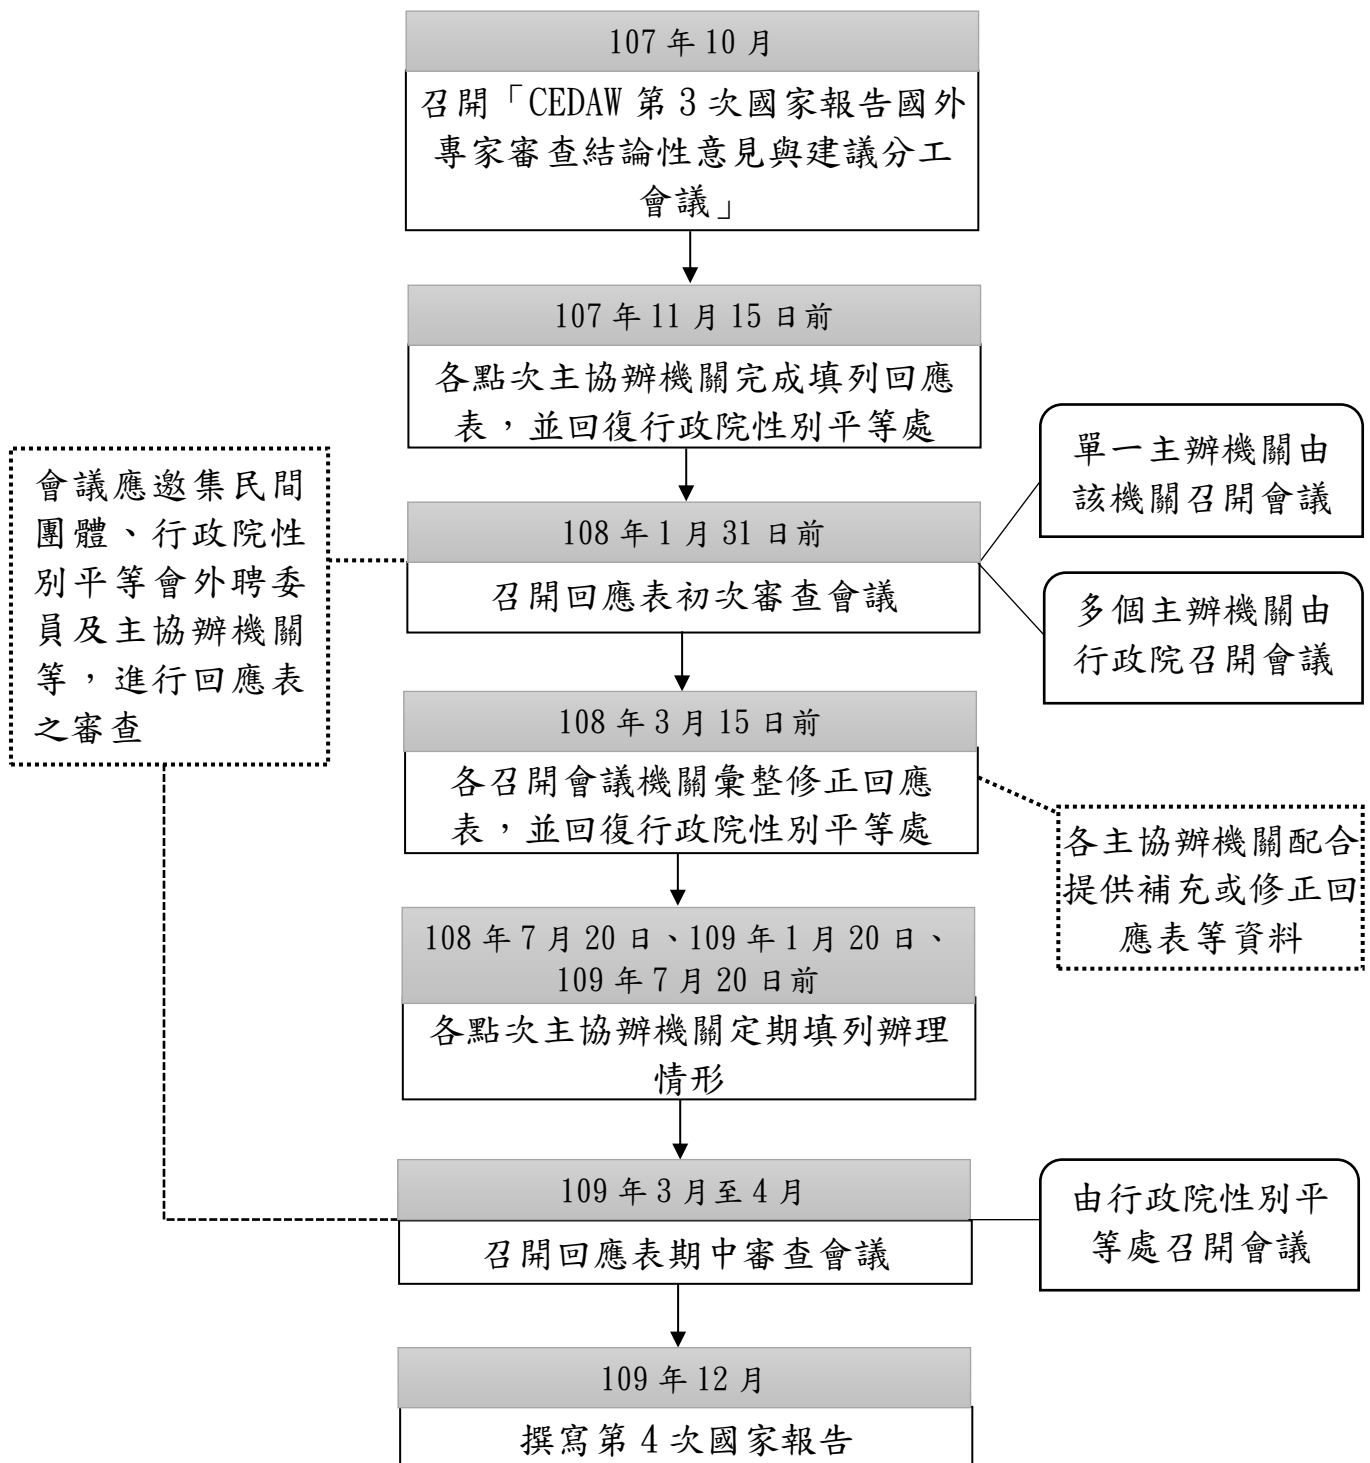 107 年 10 月
召開「CEDAW 第 3 次國家報告國外
專家審查結論性意見與建議分工
會議」
107 年 11 月 15 日前
各點次主協辦機關完成填列回應
表，並回復行政院性別平等處
單一主辦機關由
該機關召開會議
會議應邀集民間
團體、行政院性
別平等會外聘委
員及主協辦機關
等，進行回應表
之審查
108 年 1 月 31 日前
召開回應表初次審查會議
多個主辦機關由
行政院召開會議
108 年 3 月 15 日前
各召開會議機關彙整修正回應
表，並回復行政院性別平等處
各主協辦機關配合
提供補充或修正回
應表等資料
108 年 7 月 20 日、109 年 1 月 20 日、
109 年 7 月 20 日前
各點次主協辦機關定期填列辦理
情形
109 年 3 月至 4 月
召開回應表期中審查會議
由行政院性別平
等處召開會議
109 年 12 月
撰寫第 4 次國家報告